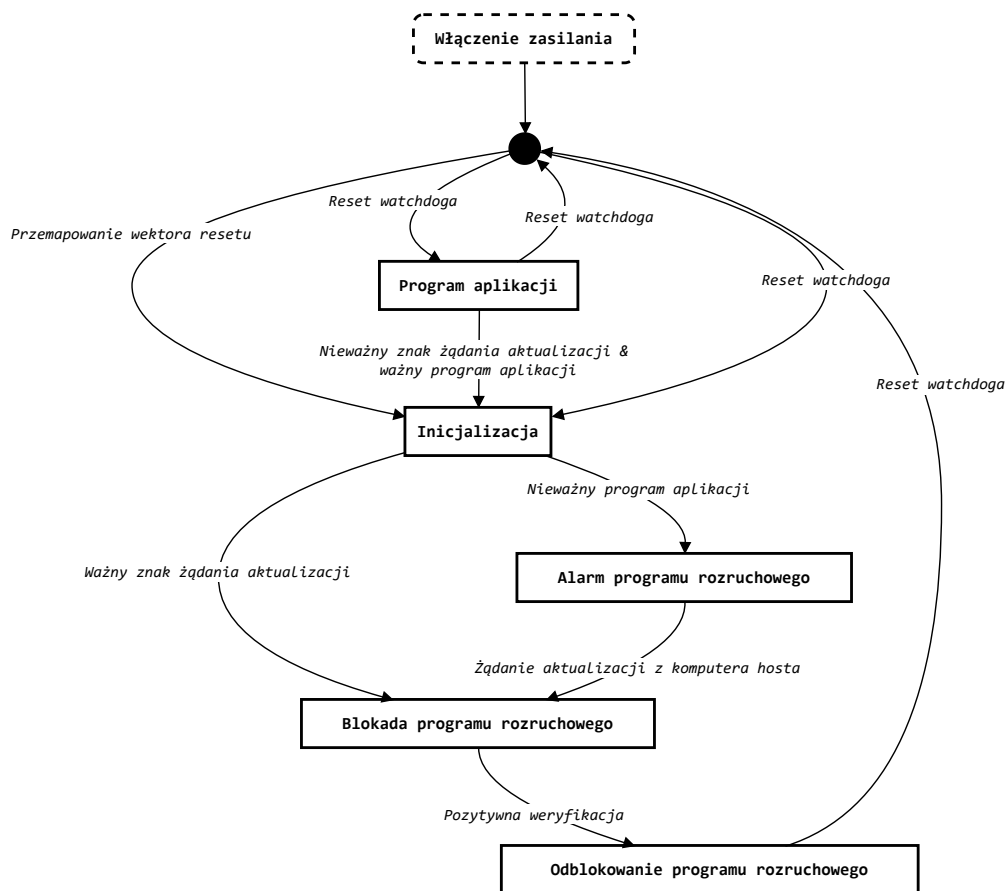 Włączenie zasilania
Reset watchdoga
Reset watchdoga
Przemapowanie wektora resetu
Reset watchdoga
Program aplikacji
Nieważny znak żądania aktualizacji &
ważny program aplikacji
Reset watchdoga
Inicjalizacja
Nieważny program aplikacji
Ważny znak żądania aktualizacji
Alarm programu rozruchowego
Żądanie aktualizacji z komputera hosta
Blokada programu rozruchowego
Pozytywna weryfikacja
Odblokowanie programu rozruchowego